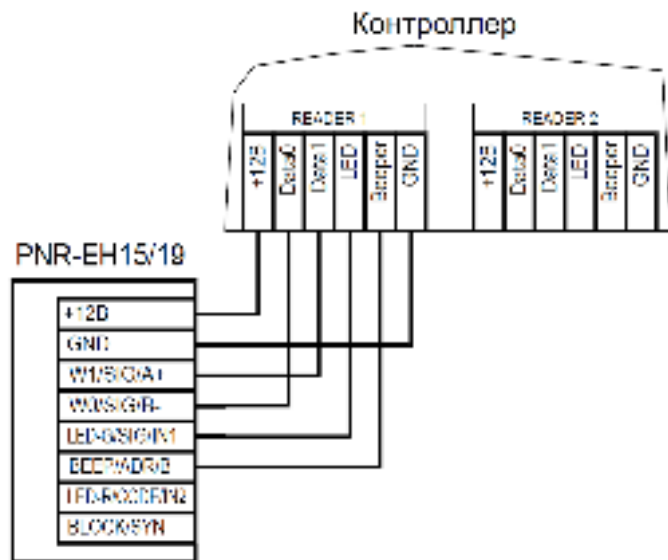 Контроллер
READER 1
READER 2
+12В Data0 Data1 LED Beeper GND
+12В Data0 Data1 LED Beeper GND
PNR-EH15/19
+12В
GND
W1/SIG/A+
W0/SIG/B-
LED-G/SIG/IN1
BEEP/ADR/B
LED-R/CODE/IN2
BLOCK/SYN